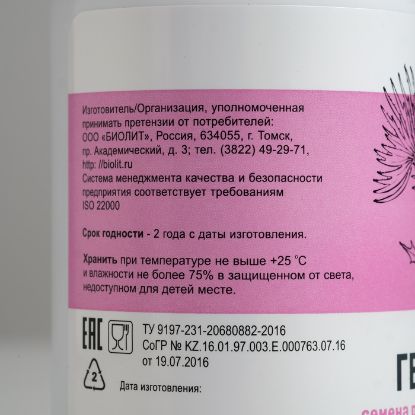 Изготовитель/Организация, уполномоченная
принимать претензии от потребителей:
ООО «БИОЛИТ», Россия, 634055, г. Томск,
пр. Академический, д. 3; тел. (3822) 49-29-71,
http: //biolit.ru
Система менеджмента качества и безопасности
предприятия соответствует требованиям
ISO 22000
Срок годности - 2 года с даты изготовления.
Хранить при температуре не выше +25 °С
и влажности не более 75% в защищенном от света,
недоступном для детей месте.
ЕАС
ТУ 9197-231-20680882-2016
СоГР № KZ.16.01.97.003.Е.000763.07.16
от 19.07.2016
2
Дата изготовления:
ГЕ
семена р